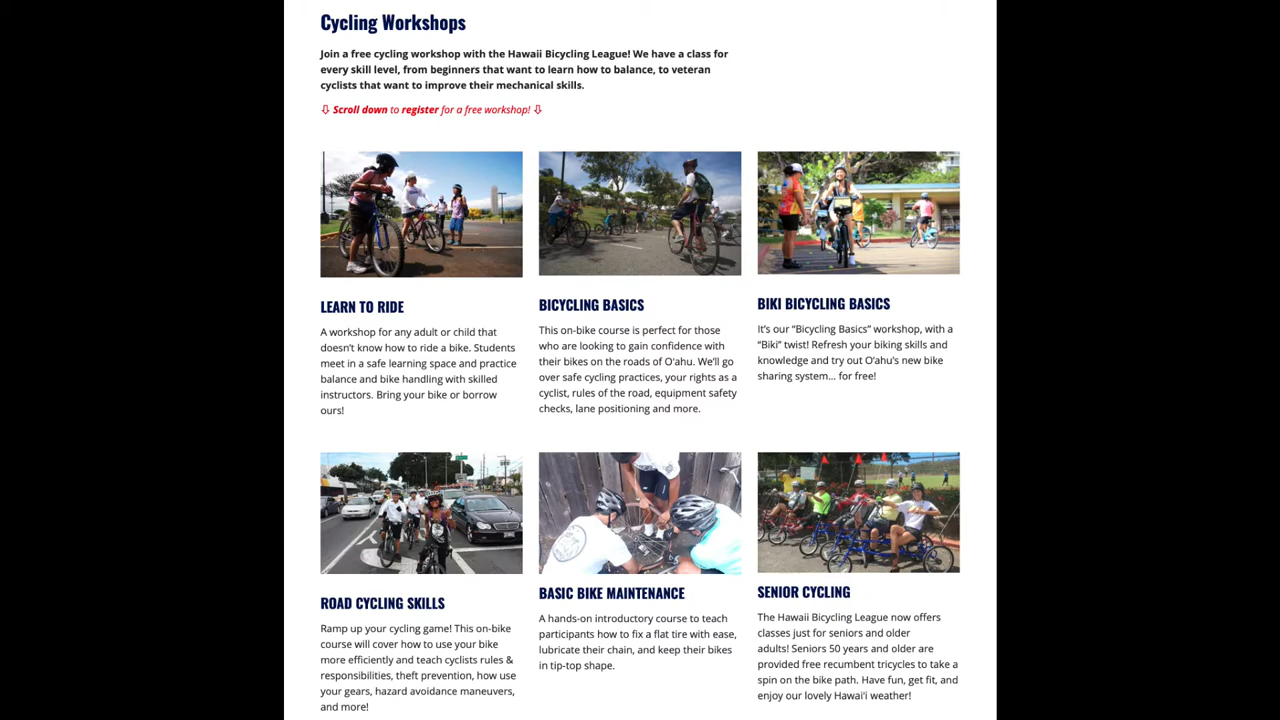 Cycling Workshops
Join a free cycling workshop with the Hawaii Bicycling League! We have a class for
every skill level, from beginners that want to learn how to balance, to veteran
cyclists that want to improve their mechanical skills.
⇩ Scroll down to register for a free workshop! ⇩
LEARN TO RIDE
A workshop for any adult or child that
doesn't know how to ride a bike. Students
meet in a safe learning space and practice
balance and bike handling with skilled
instructors. Bring your bike or borrow
ours!
BICYCLING BASICS
This on-bike course is perfect for those
who are looking to gain confidence with
their bikes on the roads of O'ahu. We'll go
over safe cycling practices, your rights as a
cyclist, rules of the road, equipment safety
checks, lane positioning and more.
BIKI BICYCLING BASICS
It's our “Bicycling Basics” workshop, with a
“Biki” twist! Refresh your biking skills and
knowledge and try out O'ahu's new bike
sharing system... for free!
ROAD CYCLING SKILLS
Ramp up your cycling game! This on-bike
course will cover how to use your bike
more efficiently and teach cyclists rules &
responsibilities, theft prevention, how use
your gears, hazard avoidance maneuvers,
and more!
BASIC BIKE MAINTENANCE
A hands-on introductory course to teach
participants how to fix a flat tire with ease,
lubricate their chain, and keep their bikes
in tip-top shape.
SENIOR CYCLING
The Hawaii Bicycling League now offers
classes just for seniors and older
adults! Seniors 50 years and older are
provided free recumbent tricycles to take a
spin on the bike path. Have fun, get fit, and
enjoy our lovely Hawai'i weather!